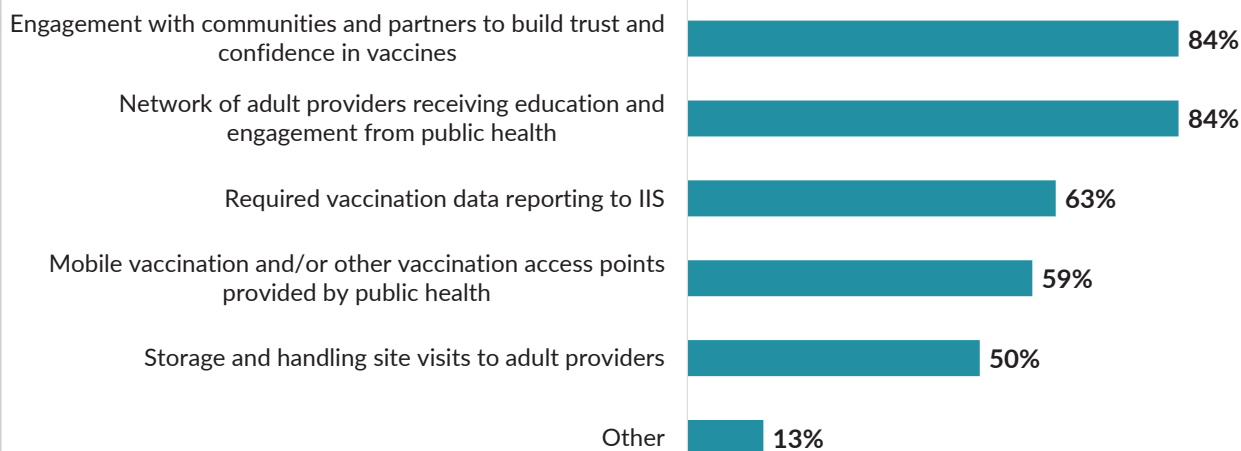 Engagement with communities and partners to build trust and
confidence in vaccines
84%
Network of adult providers receiving education and
engagement from public health
84%
Required vaccination data reporting to IIS
63%
Mobile vaccination and/or other vaccination access points
provided by public health
59%
Storage and handling site visits to adult providers
50%
Other
13%